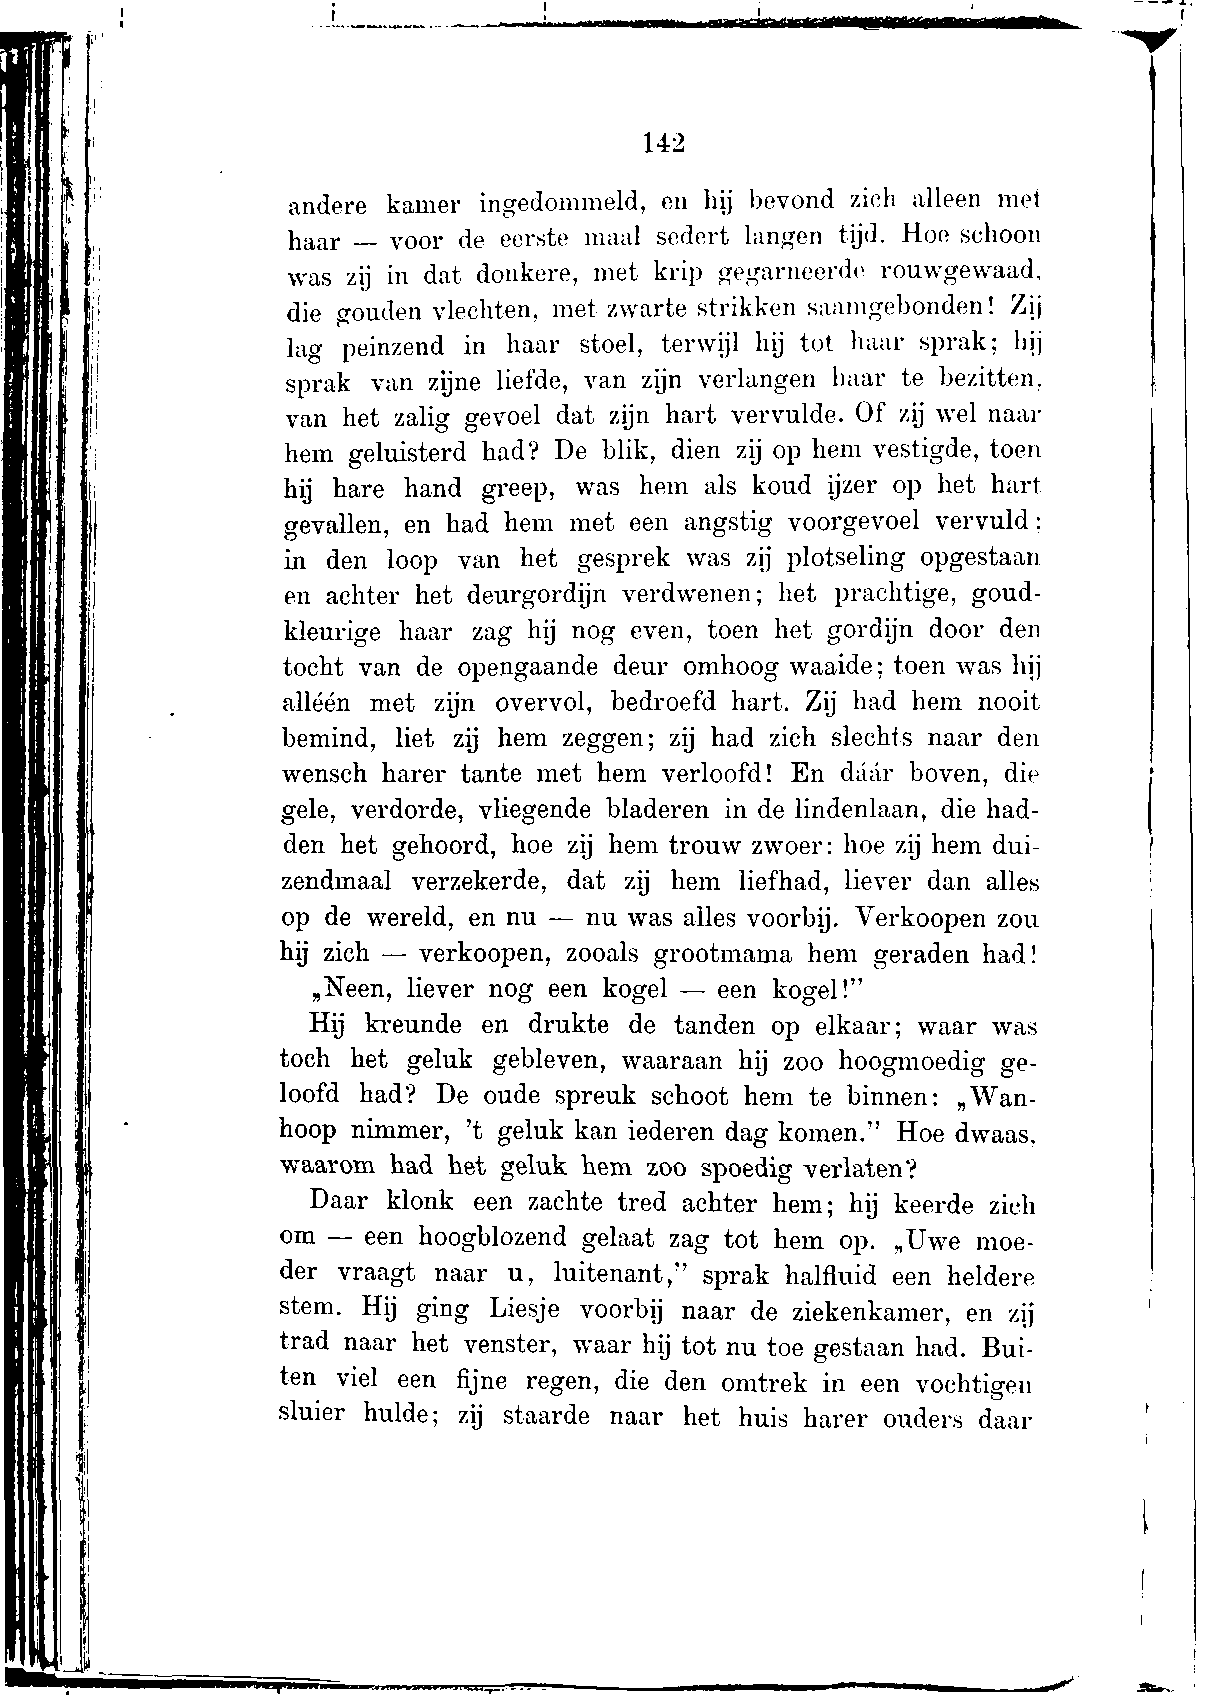 142
andere kamer ingedommeld, en hij bevond zich alleen met
haar — voor de eerste maal sedert langen tijd. Hoe schoon
was zij in dat donkere, met krip gegarneerde rouwgewaad,
die gouden vlechten, met zwarte strikken saamgebonden! Zij
lag peinzend in haar stoel, terwijl hij tot haar sprak; hij
sprak van zijne liefde, van zijn verlangen haar te bezitten,
van het zalig gevoel dat zijn hart vervulde. Of zij wel naar
hem geluisterd had? De blik, dien zij op hem vestigde, toen
hij hare hand greep, was hem als koud ijzer op het hart
gevallen, en had hem met een angstig voorgevoel vervuld:
in den loop van het gesprek was zij plotseling opgestaan
en achter het deurgordijn verdwenen; het prachtige, goud-
kleurige haar zag hij nog even, toen het gordijn door den
tocht van de opengaande deur omhoog waaide; toen was hij
alléén met zijn overvol, bedroefd hart. Zij had hem nooit
bemind, liet zij hem zeggen; zij had zich slechts naar den
wensch harer tante met hem verloofd! En dáár boven, die
gele, verdorde, vliegende bladeren in de lindenlaan, die had-
den het gehoord, hoe zij hem trouw zwoer: hoe zij hem dui-
zendmaal verzekerde, dat zij hem liefhad, liever dan alles
op de wereld, en nu — nu was alles voorbij. Verkoopen zou
hij zich — verkoopen, zooals grootmama hem geraden had!
„Neen, liever nog een kogel — een kogel!”
Hij kreunde en drukte de tanden op elkaar; waar was
toch het geluk gebleven, waaraan hij zoo hoogmoedig ge-
loofd had? De oude spreuk schoot hem te binnen: „Wan-
hoop nimmer, 't geluk kan iederen dag komen.” Hoe dwaas,
waarom had het geluk hem zoo spoedig verlaten?
Daar klonk een zachte tred achter hem; hij keerde zich
om — een hoogblozend gelaat zag tot hem op. „Uwe moe-
der vraagt naar u, luitenant,” sprak halfluid een heldere
stem. Hij ging Liesje voorbij naar de ziekenkamer, en zij
trad naar het venster, waar hij tot nu toe gestaan had. Bui-
ten viel een fijne regen, die den omtrek in een vochtigen
sluier hulde; zij staarde naar het huis harer ouders daar